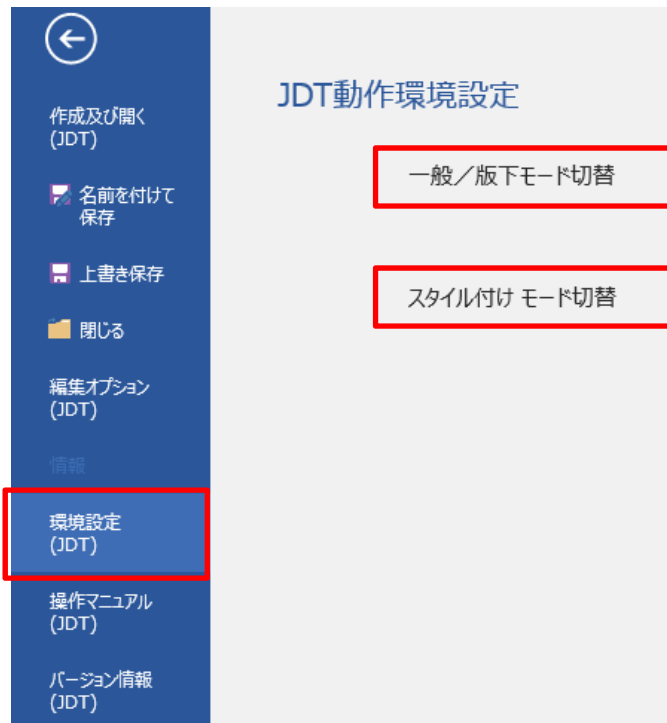 JDT動作環境設定
一般／版下モード切替
スタイル付け モード切替
作成及び開く
(JDT)
名前を付けて
保存
上書き保存
閉じる
編集オプション
(JDT)
情報
環境設定
(JDT)
操作マニュアル
(JDT)
バージョン情報
(JDT)